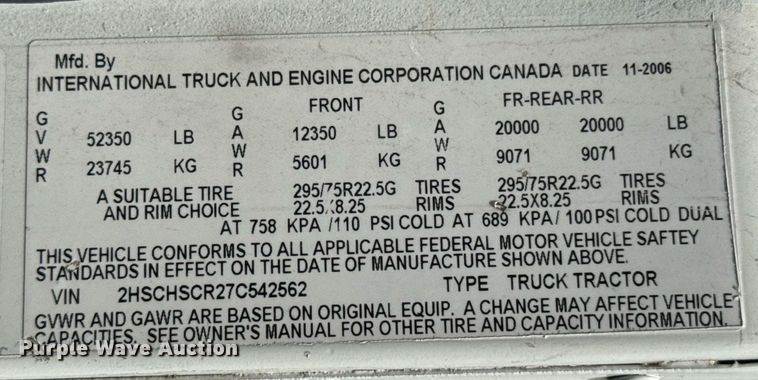 Mfd. By
INTERNATIONAL TRUCK AND ENGINE CORPORATION CANADA DATE 11-2006
GVWR 52350 LB 23745 KG
GAWR FRONT 12350 LB 5601 KG
GAWR FR-REAR-RR 20000 20000 LB 9071 9071 KG
A SUITABLE TIRE 295/75R22.5G TIRES 295/75R22.5G TIRES
AND RIM CHOICE 22.5X8.25 RIMS 22.5X8.25 RIMS
AT 758 KPA /110 PSI COLD AT 689 KPA/ 100 PSI COLD DUAL
THIS VEHICLE CONFORMS TO ALL APPLICABLE FEDERAL MOTOR VEHICLE SAFTEY
STANDARDS IN EFFECT ON THE DATE OF MANUFACTURE SHOWN ABOVE.
VIN 2HSCHSCR27C542562 TYPE TRUCK TRACTOR
GVWR AND GAWR ARE BASED ON ORIGINAL EQUIP. A CHANGE MAY AFFECT VEHICLE
CAPACITIES. SEE OWNER'S MANUAL FOR OTHER TIRE AND CAPACITY INFORMATION.
Purple Wave Auction